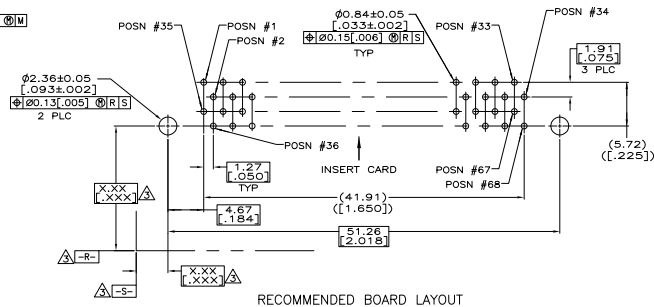 Ⓜ M
POSN #35
POSN #1
POSN #2
Ø0.84±0.05
[.033±.002]
⌖ Ø0.15[.006] Ⓜ R S
TYP
POSN #33
POSN #34
1.91
[.075]
3 PLC
Ø2.36±0.05
[.093±.002]
⌖ Ø0.13[.005] Ⓜ R S
2 PLC
(5.72)
([.225])
POSN #36
INSERT CARD
POSN #67
POSN #68
1.27
[.050]
TYP
(41.91)
([1.650])
X.XX
[.XXX] 3
4.67
[.184]
51.26
[2.018]
3 -R-
X.XX
[.XXX] 3
3 -S-
RECOMMENDED BOARD LAYOUT